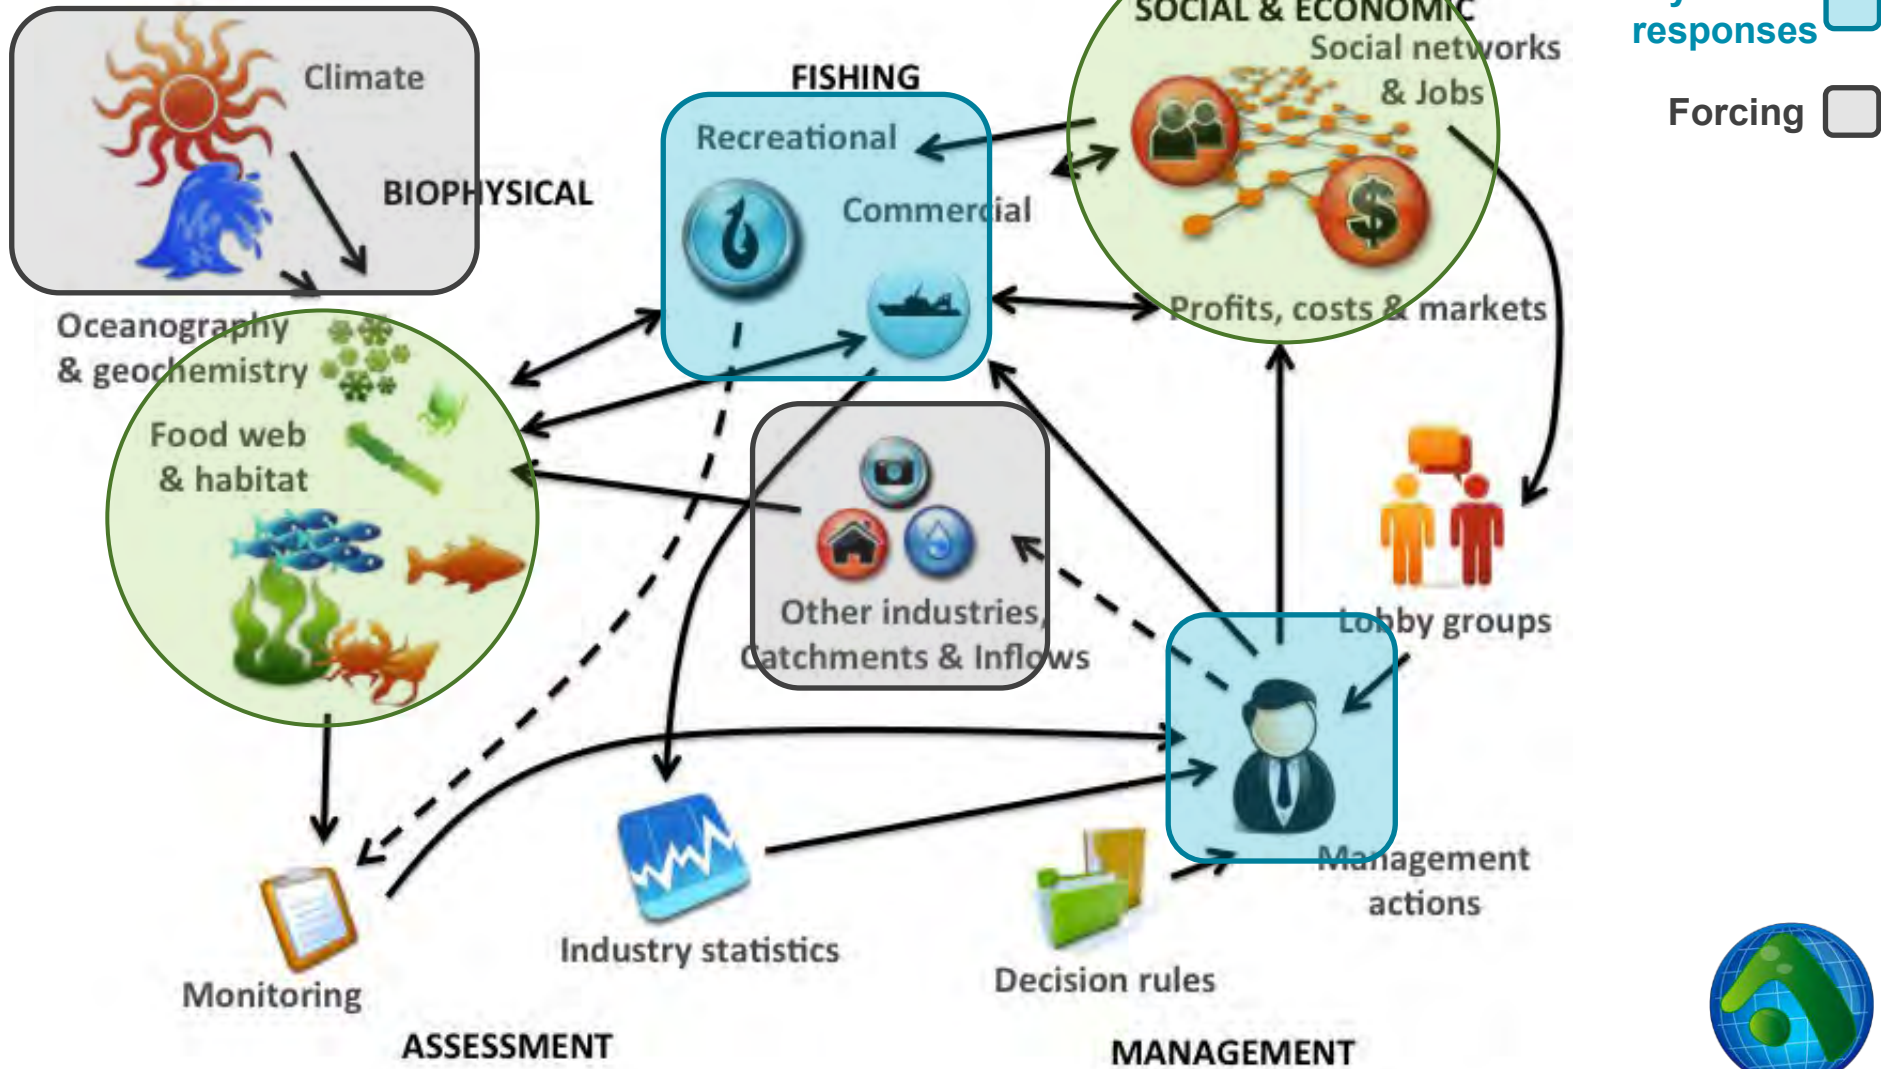 SOCIAL & ECONOMIC
responses
Social networks
& Jobs
Climate
FISHING
Forcing
Recreational
BIOPHYSICAL
Commercial
Profits, costs & markets
Oceanography
& geochemistry
Food web
& habitat
Other industries,
Catchments & Inflows
Lobby groups
Management
actions
Industry statistics
Decision rules
Monitoring
ASSESSMENT
MANAGEMENT